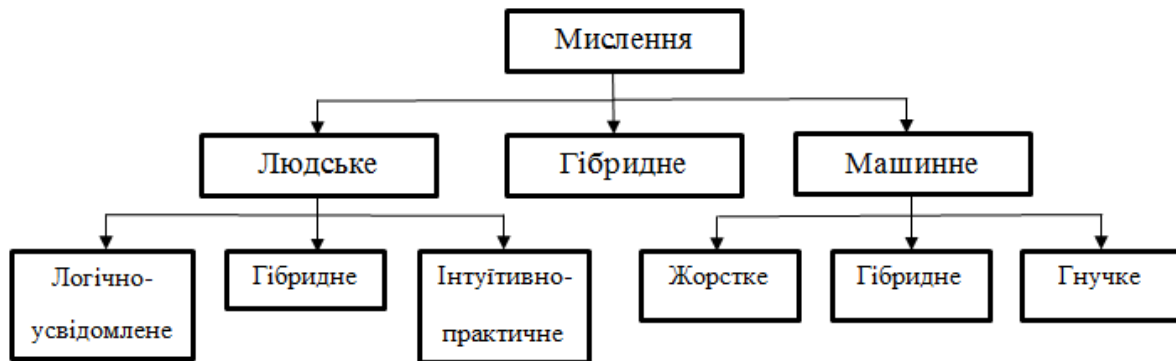 Мислення
Людське
Гібридне
Машинне
Логічно-
усвідомлене
Гібридне
Інтуїтивно-
практичне
Жорстке
Гібридне
Гнучке